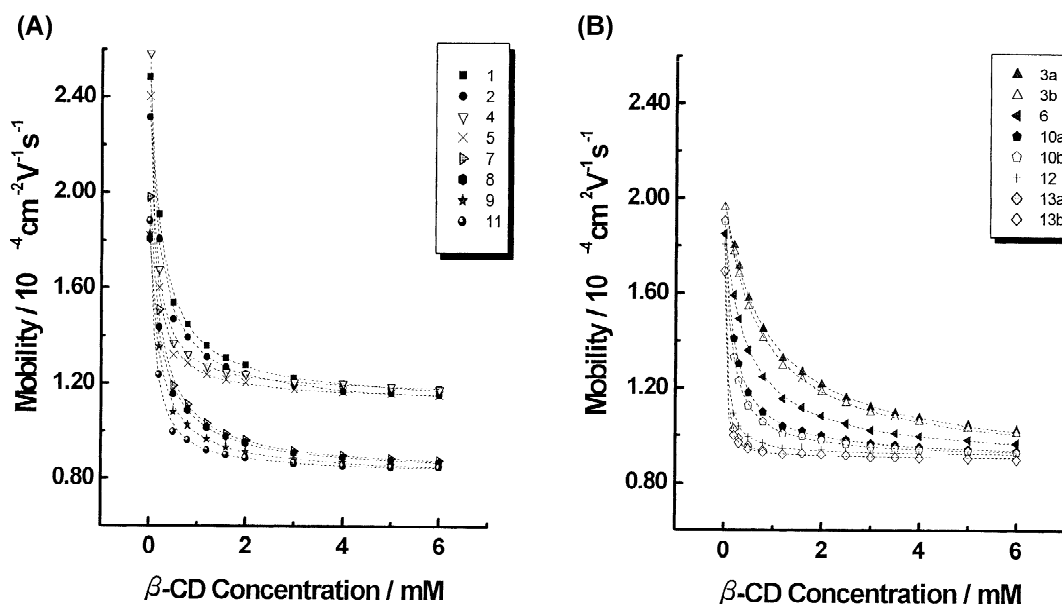 (A)
Mobility / 10⁻⁴cm⁻²V⁻¹s⁻¹
2.40
2.00
1.60
1.20
0.80
0
2
4
6
β-CD Concentration / mM
1
2
4
5
7
8
9
11
(B)
Mobility / 10⁻⁴cm²V⁻¹s⁻¹
2.40
2.00
1.60
1.20
0.80
0
2
4
6
β-CD Concentration / mM
3a
3b
6
10a
10b
12
13a
13b